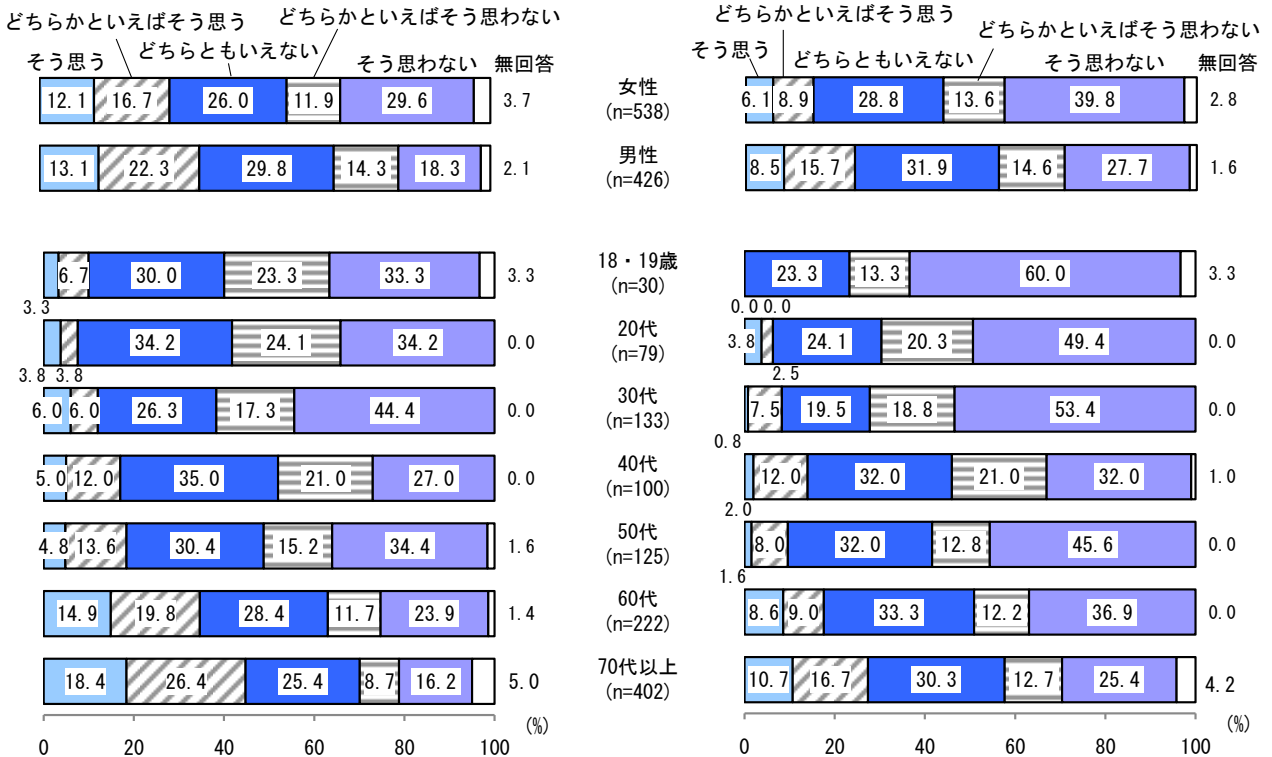 どちらかといえばそう思う どちらかといえばそう思わない
どちらともいえない
そう思う そう思わない 無回答
どちらかといえばそう思う どちらかといえばそう思わない
そう思う どちらともいえない そう思わない 無回答
12.1 16.7 26.0 11.9 29.6 3.7
女性
(n=538)
6.1 8.9 28.8 13.6 39.8 2.8
13.1 22.3 29.8 14.3 18.3 2.1
男性
(n=426)
8.5 15.7 31.9 14.6 27.7 1.6
3.3 6.7 30.0 23.3 33.3 3.3
18・19歳
(n=30)
0.0 0.0 23.3 13.3 60.0 3.3
3.8 3.8 34.2 24.1 34.2 0.0
20代
(n=79)
3.8 2.5 24.1 20.3 49.4 0.0
6.0 6.0 26.3 17.3 44.4 0.0
30代
(n=133)
0.8 7.5 19.5 18.8 53.4 0.0
5.0 12.0 35.0 21.0 27.0 0.0
40代
(n=100)
2.0 12.0 32.0 21.0 32.0 1.0
4.8 13.6 30.4 15.2 34.4 1.6
50代
(n=125)
1.6 8.0 32.0 12.8 45.6 0.0
14.9 19.8 28.4 11.7 23.9 1.4
60代
(n=222)
8.6 9.0 33.3 12.2 36.9 0.0
18.4 26.4 25.4 8.7 16.2 5.0
70代以上
(n=402)
10.7 16.7 30.3 12.7 25.4 4.2
0 20 40 60 80 100 (%)
0 20 40 60 80 100 (%)